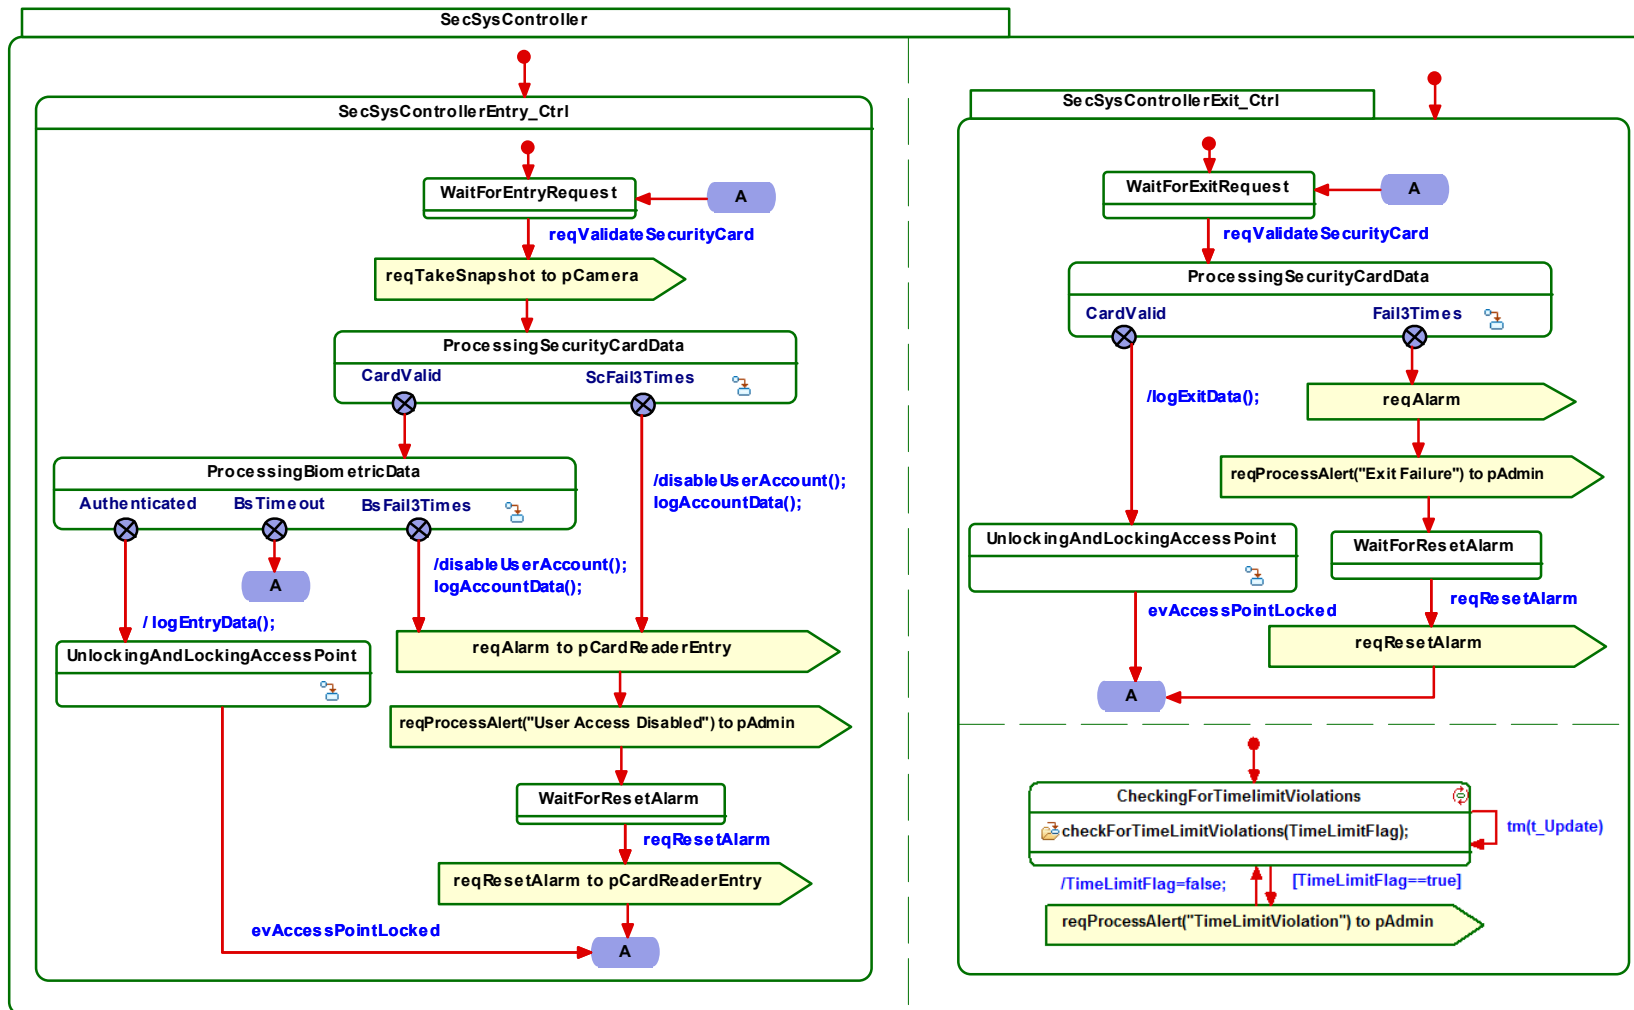 SecSysController
SecSysControllerEntry_Ctrl
WaitForEntryRequest
A
reqValidateSecurityCard
reqTakeSnapshot to pCamera
ProcessingSecurityCardData
CardValid
ScFail3Times
ProcessingBiometricData
Authenticated
BsTimeout
BsFail3Times
/disableUserAccount();
logAccountData();
A
/disableUserAccount();
logAccountData();
/ logEntryData();
UnlockingAndLockingAccessPoint
reqAlarm to pCardReaderEntry
reqProcessAlert("User Access Disabled") to pAdmin
WaitForResetAlarm
reqResetAlarm
reqResetAlarm to pCardReaderEntry
evAccessPointLocked
A
SecSysControllerExit_Ctrl
WaitForExitRequest
A
reqValidateSecurityCard
ProcessingSecurityCardData
CardValid
Fail3Times
/logExitData();
reqAlarm
reqProcessAlert("Exit Failure") to pAdmin
UnlockingAndLockingAccessPoint
WaitForResetAlarm
evAccessPointLocked
reqResetAlarm
reqResetAlarm
A
CheckingForTimelimitViolations
checkForTimeLimitViolations(TimeLimitFlag);
tm(t_Update)
/TimeLimitFlag=false;
[TimeLimitFlag==true]
reqProcessAlert("TimeLimitViolation") to pAdmin